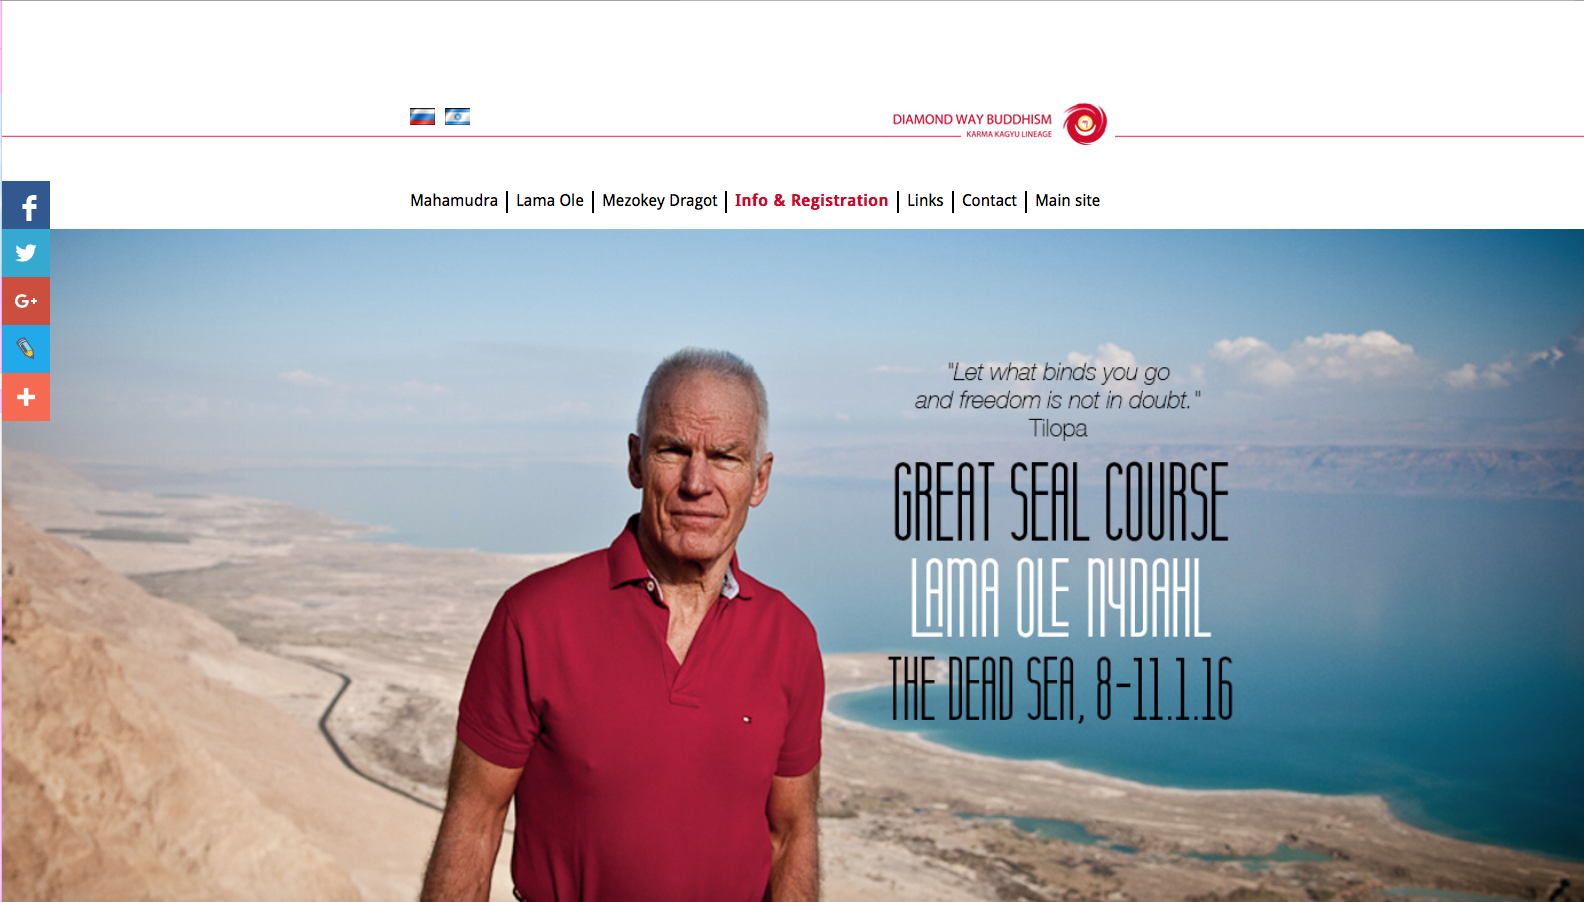 DIAMOND WAY BUDDHISM
KARMA KAGYU LINEAGE
Mahamudra | Lama Ole | Mezokey Dragot | Info & Registration | Links | Contact | Main site
f
G+
+
"Let what binds you go
and freedom is not in doubt."
Tilopa
GREAT SEAL COURSE
LAMA OLE NYDAHL
THE DEAD SEA, 8-11.1.16